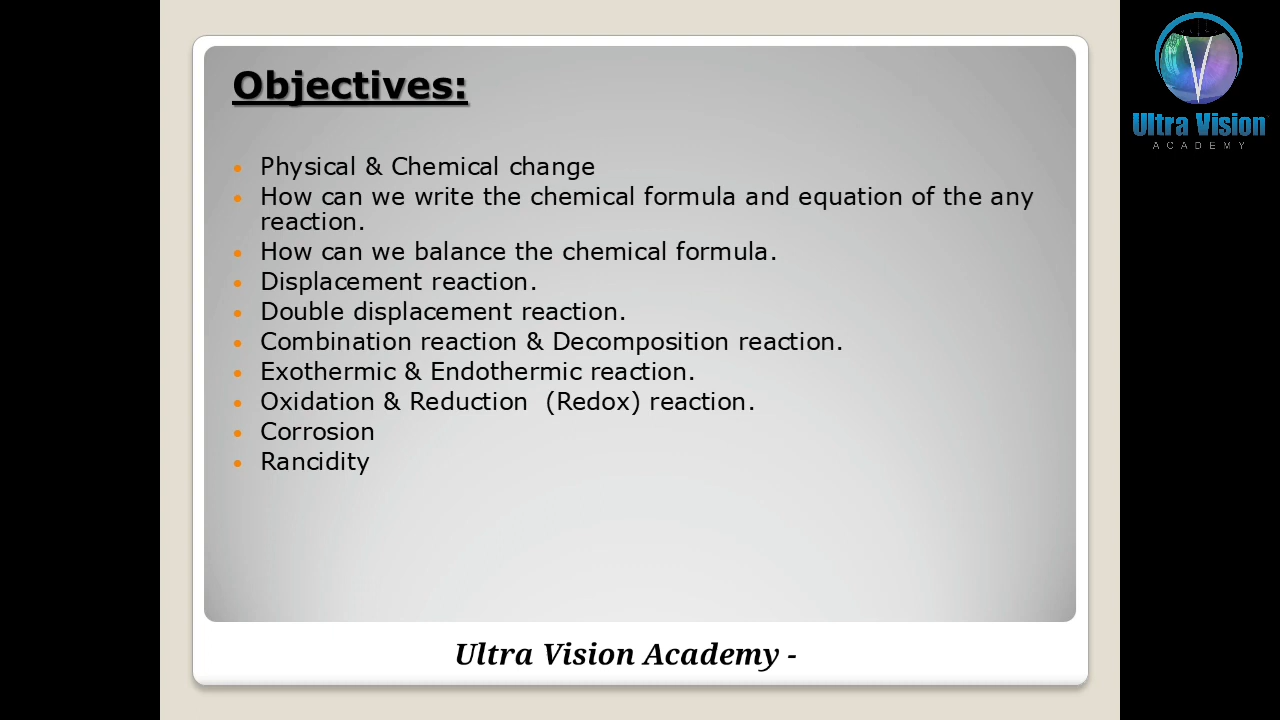 Objectives:
Physical & Chemical change
How can we write the chemical formula and equation of the any
reaction.
How can we balance the chemical formula.
Displacement reaction.
Double displacement reaction.
Combination reaction & Decomposition reaction.
Exothermic & Endothermic reaction.
Oxidation & Reduction  (Redox) reaction.
Corrosion
Rancidity
Ultra Vision Academy -
V
Ultra Vision
ACADEMY